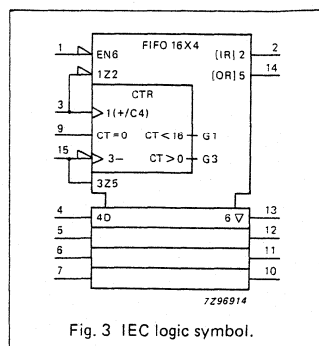 FIFO 16X4
1 EN6 (IR) 2 2
1Z2 (OR) 5 14
CTR
3 1(+/C4)
9 CT=0 CT<16 G1
15 3– CT>0 G3
3Z5
4 4D 6 ▽ 13
5 12
6 11
7 10
7Z96914
Fig. 3 IEC logic symbol.